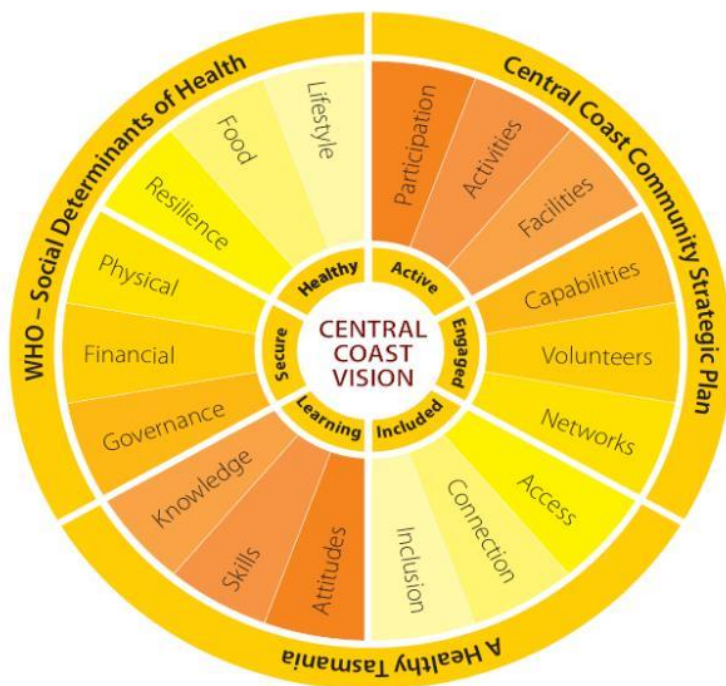 WHO – Social Determinants of Health
Central Coast Community Strategic Plan
A Healthy Tasmania
Lifestyle
Food
Resilience
Physical
Financial
Governance
Knowledge
Skills
Attitudes
Participation
Activities
Facilities
Capabilities
Volunteers
Networks
Access
Connection
Inclusion
Healthy
Active
Engaged
Included
Learning
Secure
CENTRAL
COAST
VISION